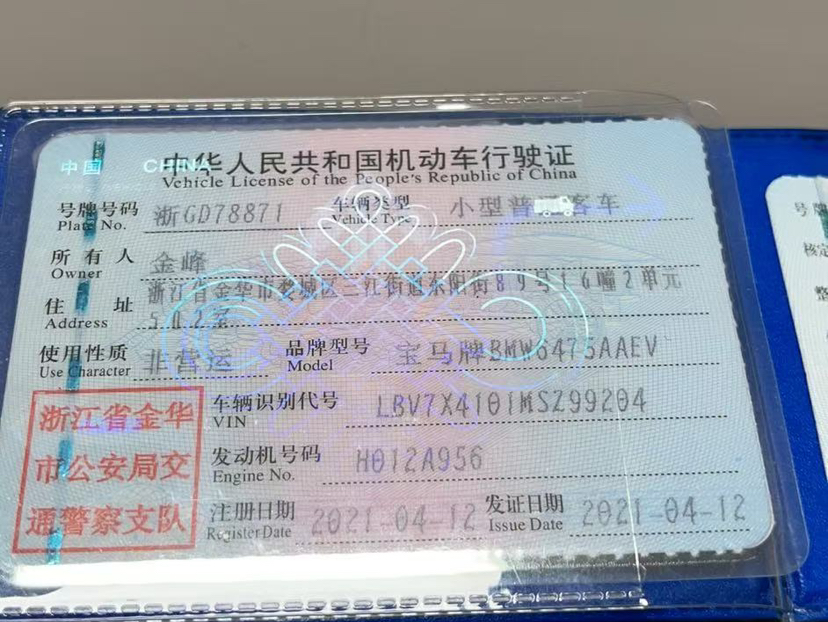 中国 CHINA
中华人民共和国机动车行驶证
Vehicle License of the People's Republic of China
号牌号码 浙GD78871 车辆类型 小型普通客车
Plate No. Vehicle Type
所有人 金峰
Owner
浙江省金华市婺城区三江街道东阳街89号16幢2单元
住址
Address 502室
使用性质 非营运 品牌型号 宝马牌BMW6475AAEV
Use Character Model
浙江省金华 车辆识别代号 LBV7X4101MSZ99204
VIN
市公安局交 发动机号码 H012A956
Engine No.
通警察支队 注册日期 2021-04-12 发证日期 2021-04-12
Register Date Issue Date
号牌
核定
整